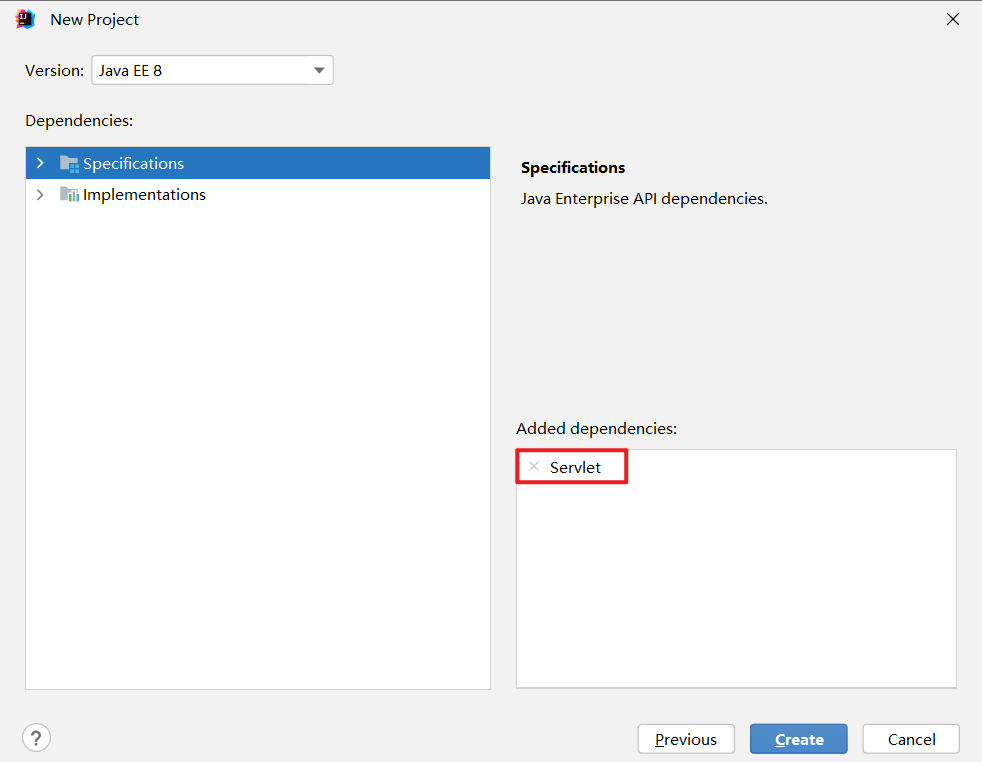 New Project
Version: Java EE 8
Dependencies:
Specifications
Implementations
Specifications
Java Enterprise API dependencies.
Added dependencies:
Servlet
?
Previous
Create
Cancel